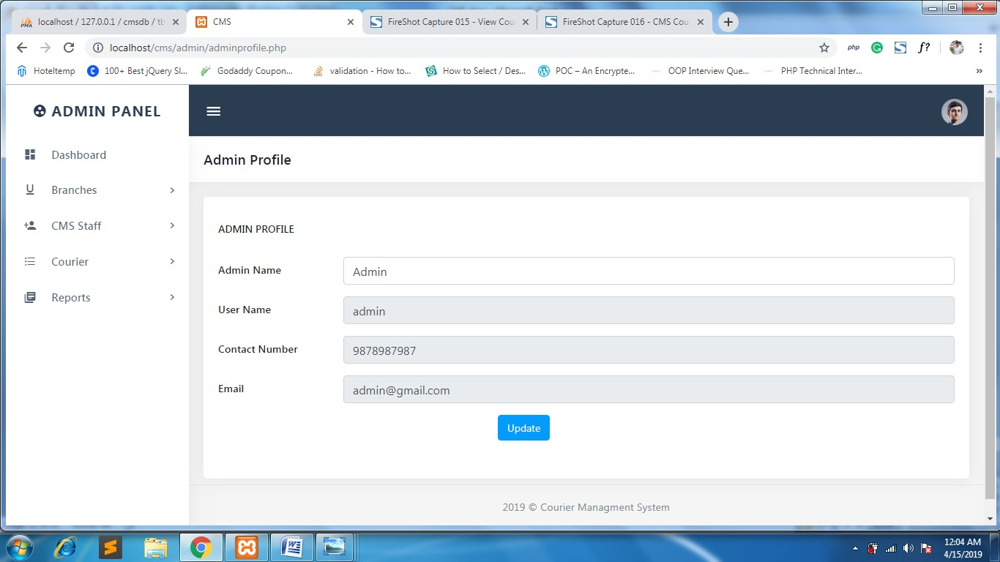 localhost / 127.0.0.1 / cmsdb / tb
CMS
FireShot Capture 015 - View Cou
FireShot Capture 016 - CMS Cou
localhost/cms/admin/adminprofile.php
php
f?
Hoteltemp
100+ Best jQuery Sl...
Godaddy Coupon...
validation - How to...
How to Select / Des...
POC – An Encrypte...
OOP Interview Que...
PHP Technical Inter...
»
ADMIN PANEL
Dashboard
Branches
CMS Staff
Courier
Reports
Admin Profile
ADMIN PROFILE
Admin Name
Admin
User Name
admin
Contact Number
9878987987
Email
admin@gmail.com
Update
2019 © Courier Managment System
12:04 AM
4/15/2019